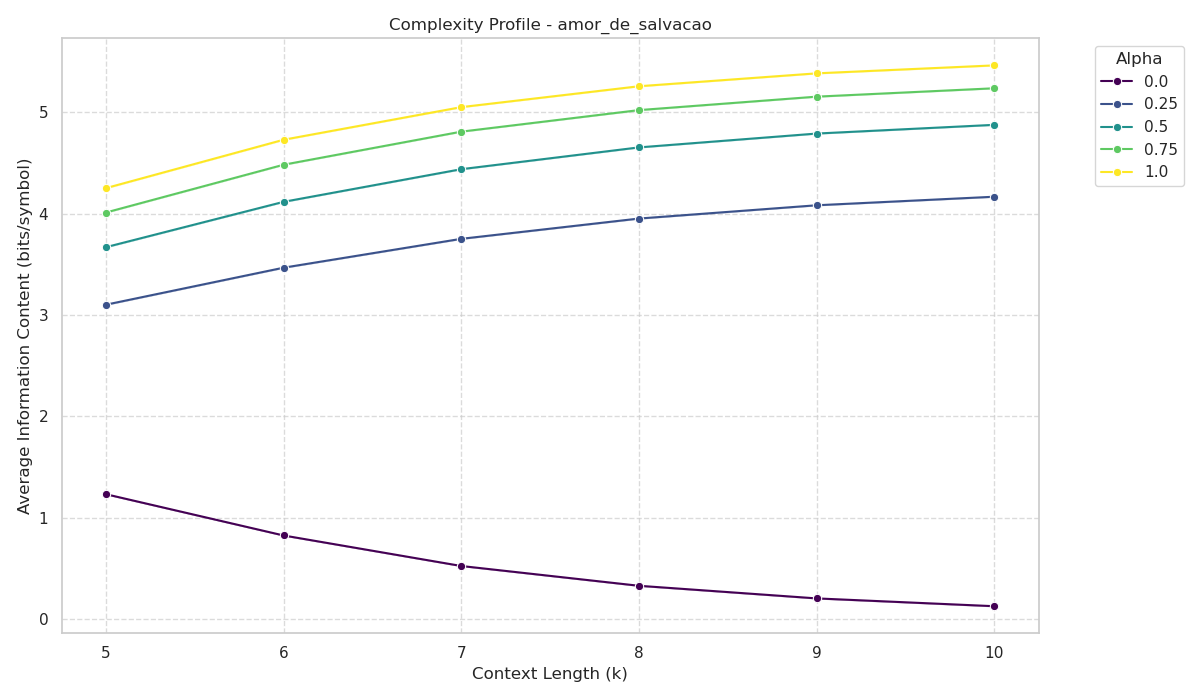 Complexity Profile - amor_de_salvacao
Alpha
0.0
0.25
0.5
0.75
1.0
Average Information Content (bits/symbol)
5
4
3
2
1
0
5 6 7 8 9 10
Context Length (k)